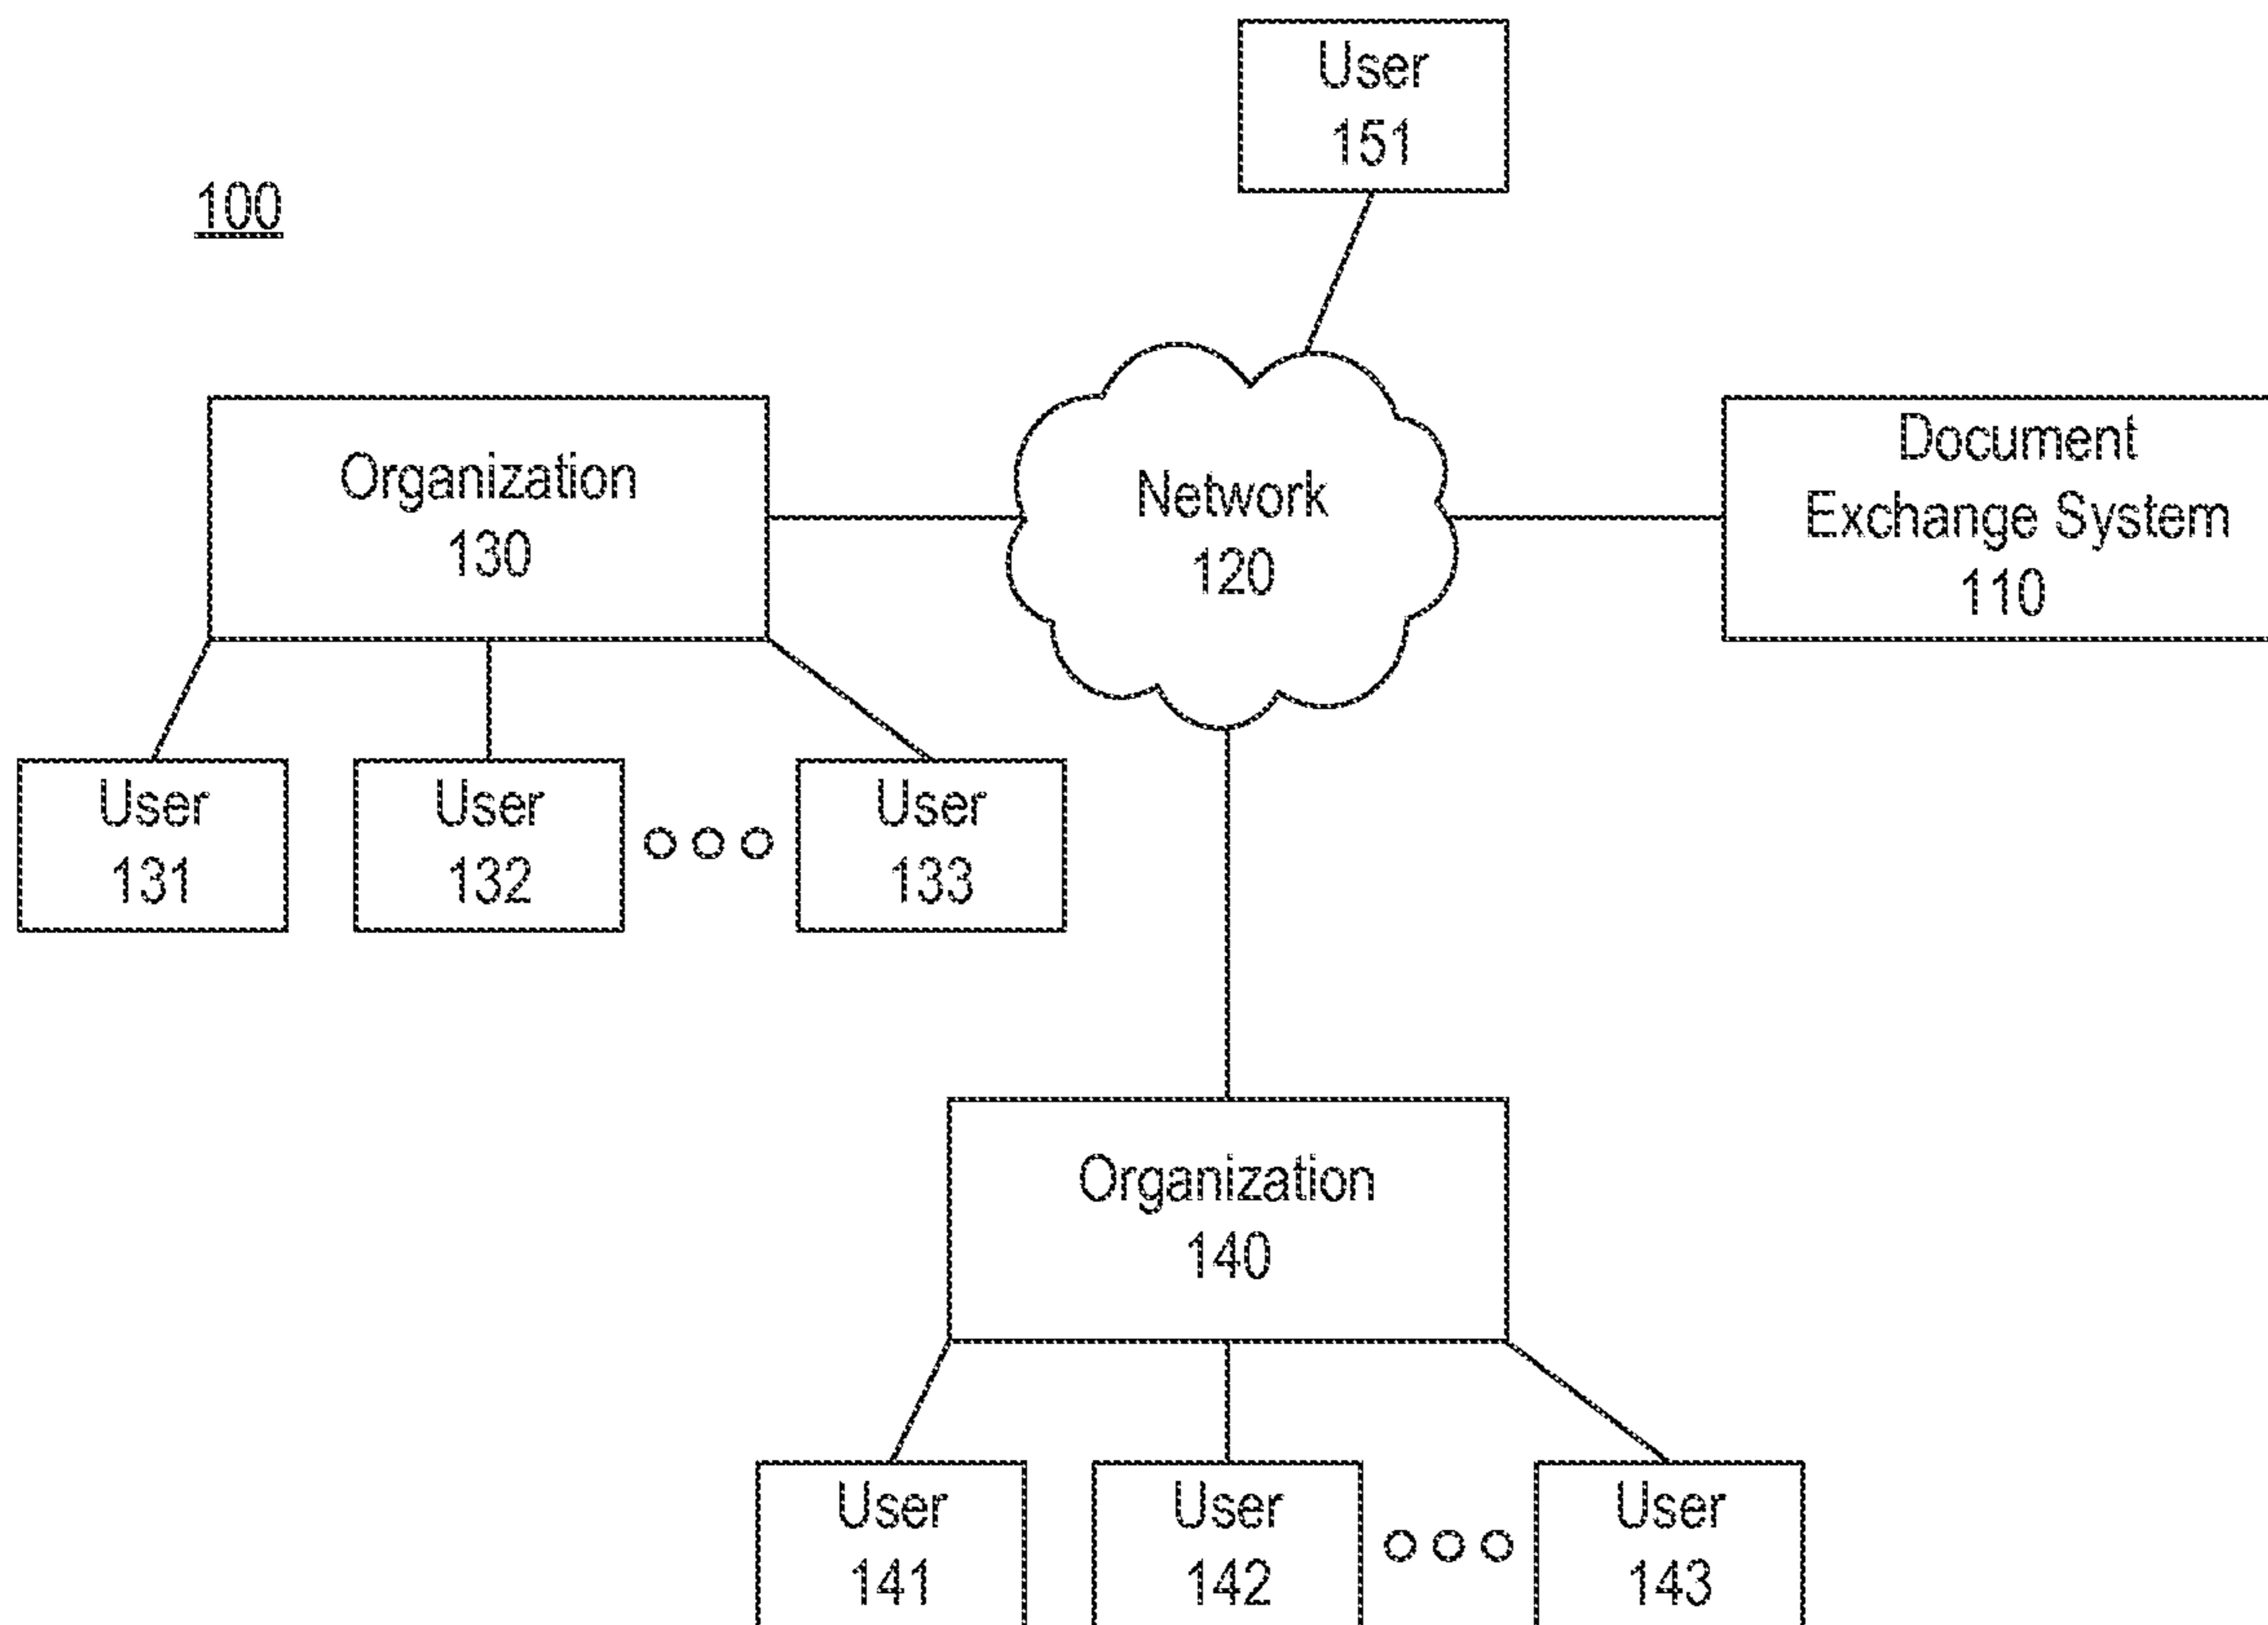 User
151
100
Organization
130
Network
120
Document
Exchange System
110
User
131
User
132
User
133
Organization
140
User
141
User
142
User
143